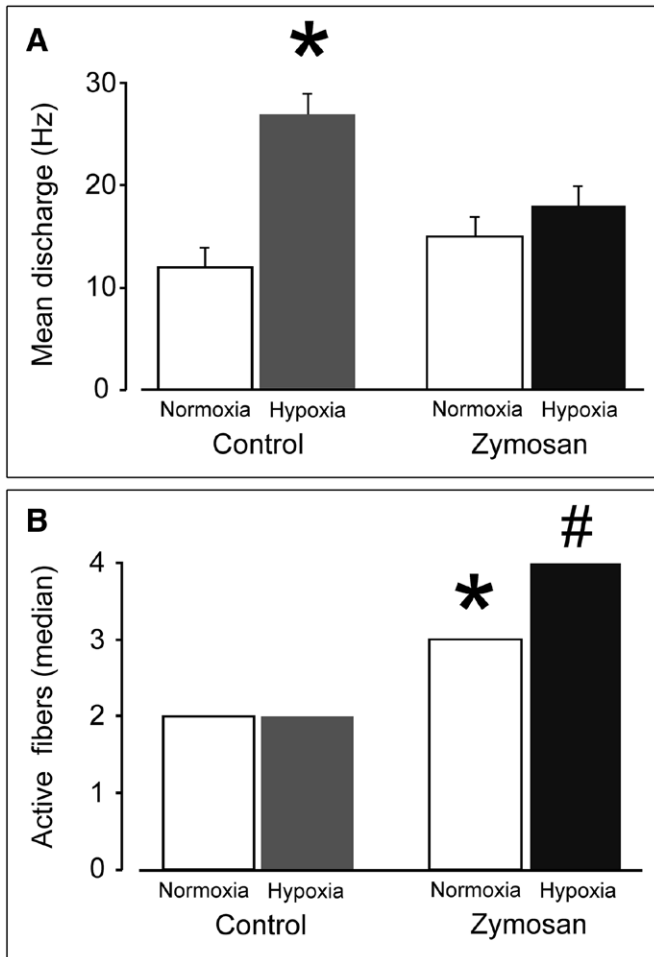 A
*
Mean discharge (Hz)
30
20
10
0
Normoxia Hypoxia Normoxia Hypoxia
Control Zymosan
B
#
*
Active fibers (median)
4
3
2
1
0
Normoxia Hypoxia Normoxia Hypoxia
Control Zymosan